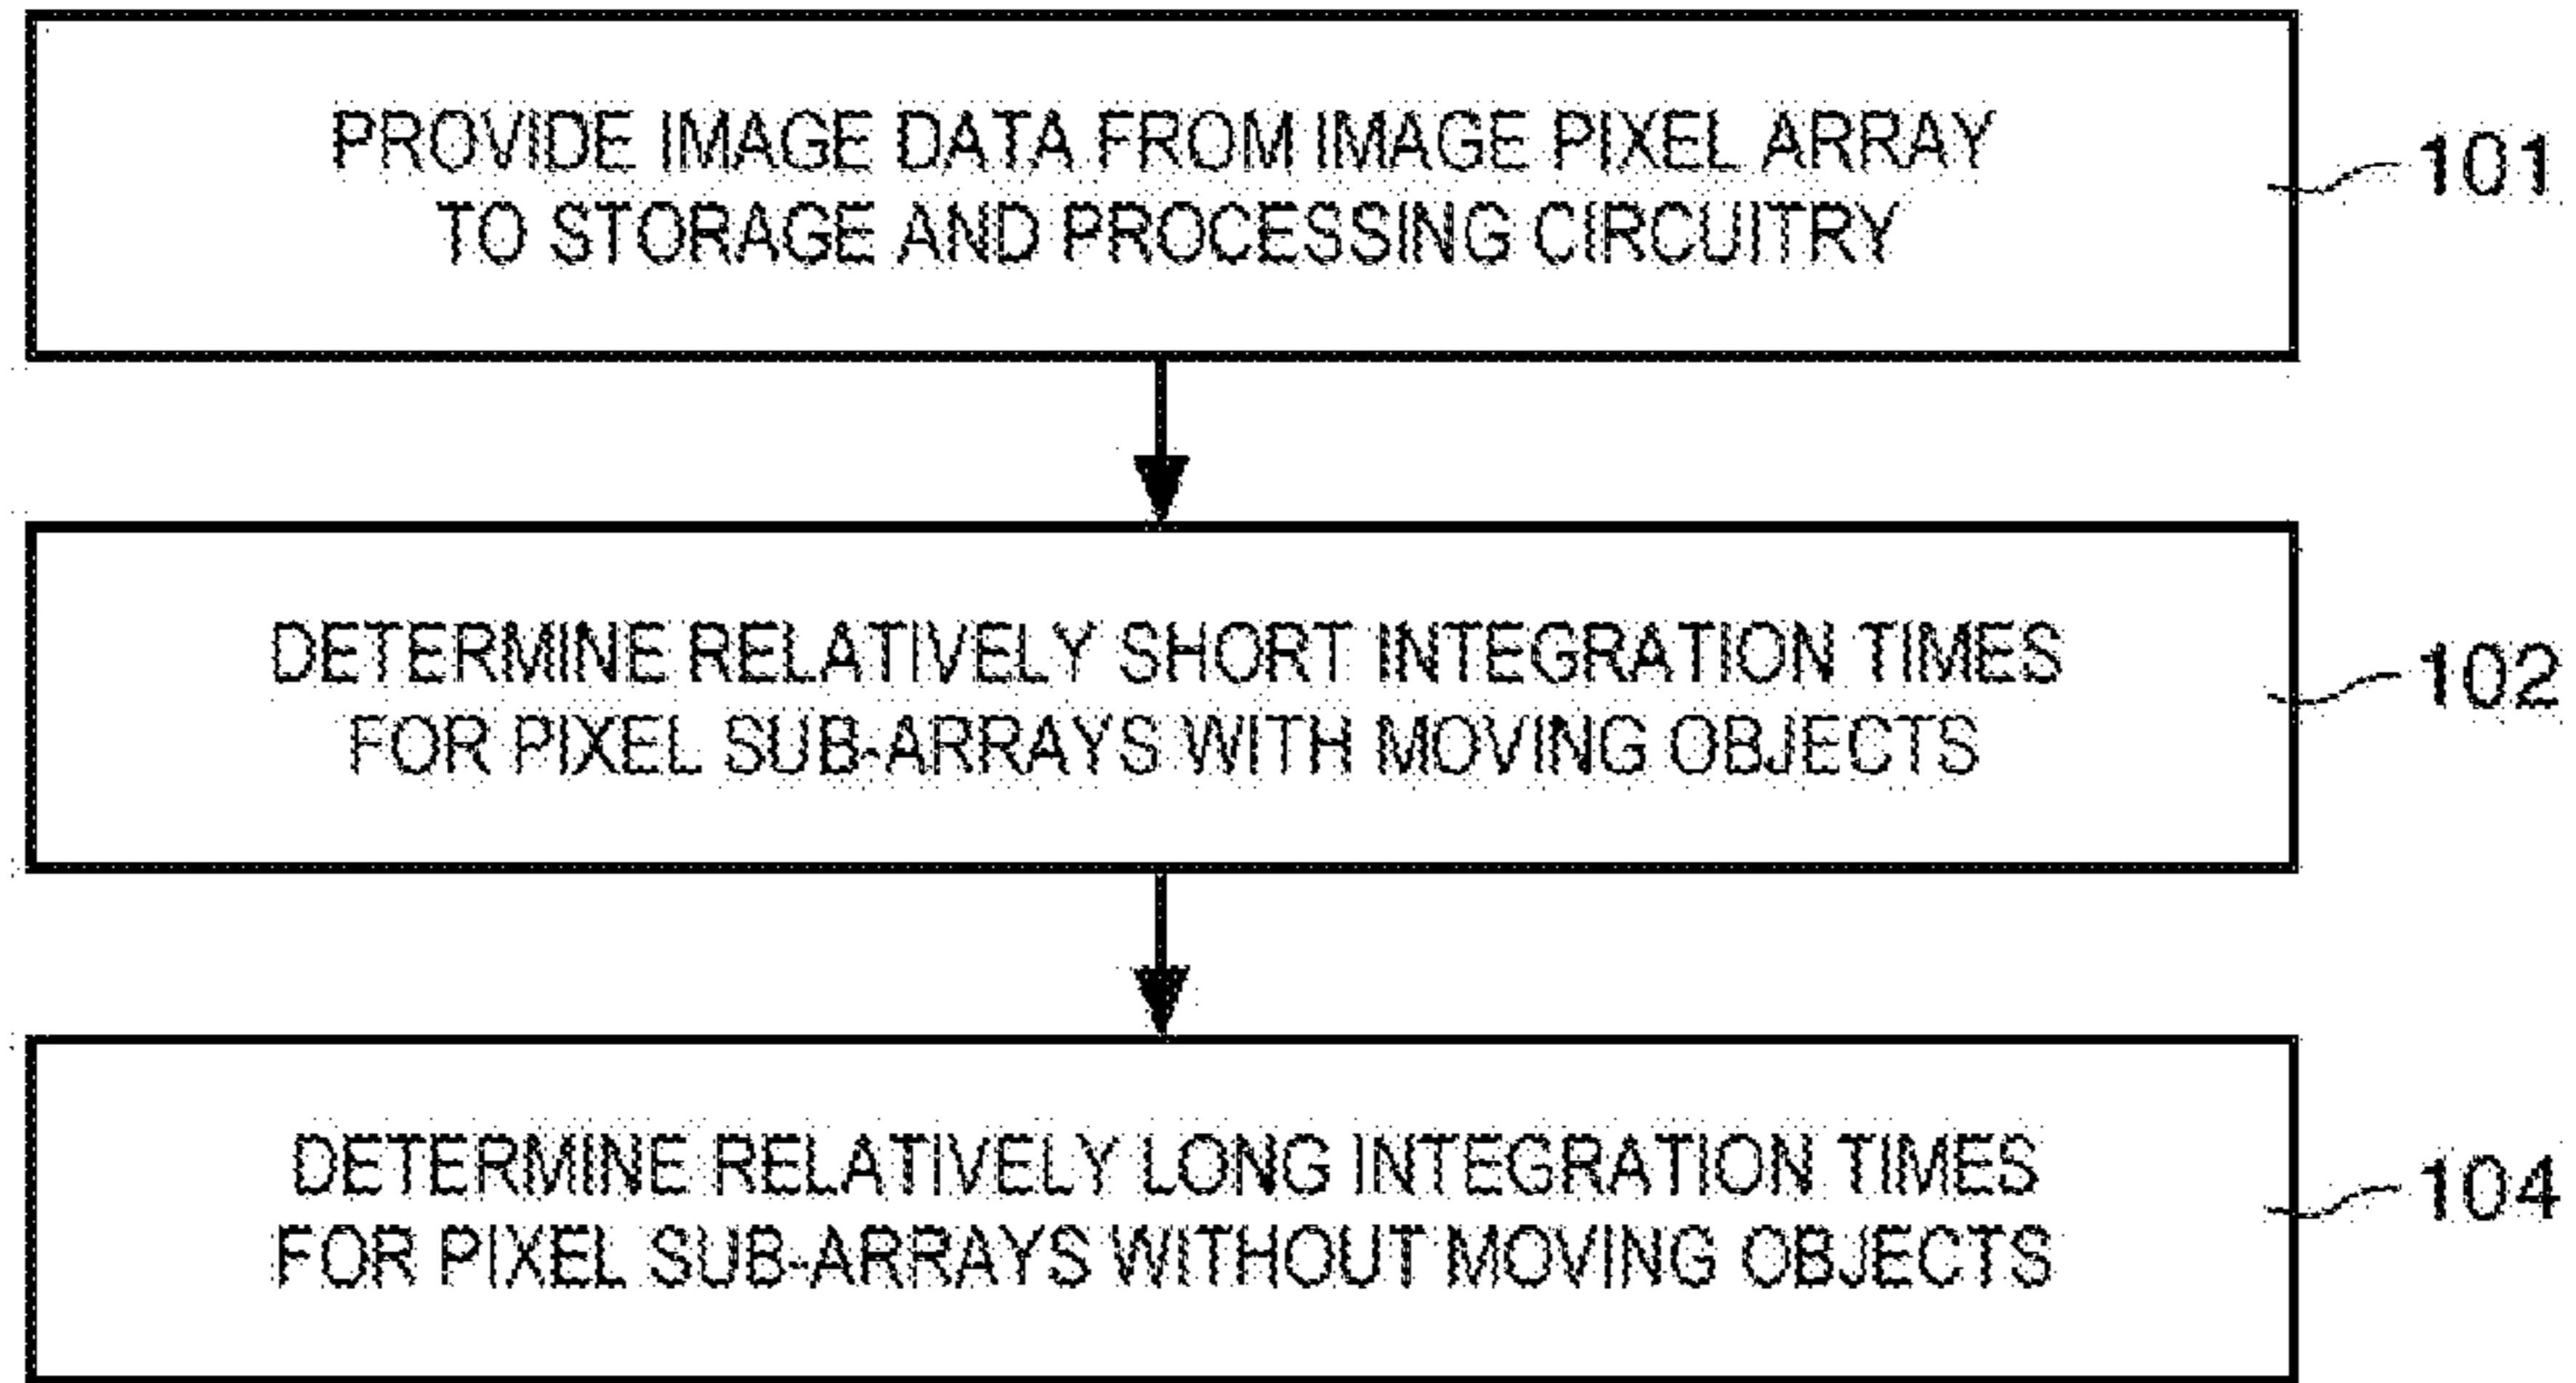 PROVIDE IMAGE DATA FROM IMAGE PIXEL ARRAY
TO STORAGE AND PROCESSING CIRCUITRY
101
DETERMINE RELATIVELY SHORT INTEGRATION TIMES
FOR PIXEL SUB-ARRAYS WITH MOVING OBJECTS
102
DETERMINE RELATIVELY LONG INTEGRATION TIMES
FOR PIXEL SUB-ARRAYS WITHOUT MOVING OBJECTS
104